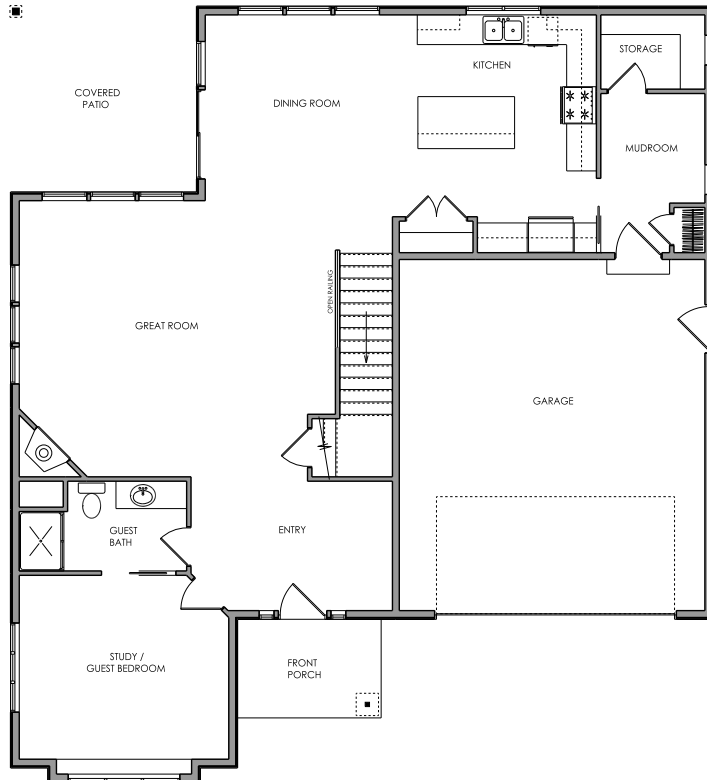 STORAGE
KITCHEN
COVERED
PATIO
DINING ROOM
MUDROOM
OPEN RAILING
GREAT ROOM
GARAGE
GUEST
BATH
ENTRY
STUDY /
GUEST BEDROOM
FRONT
PORCH